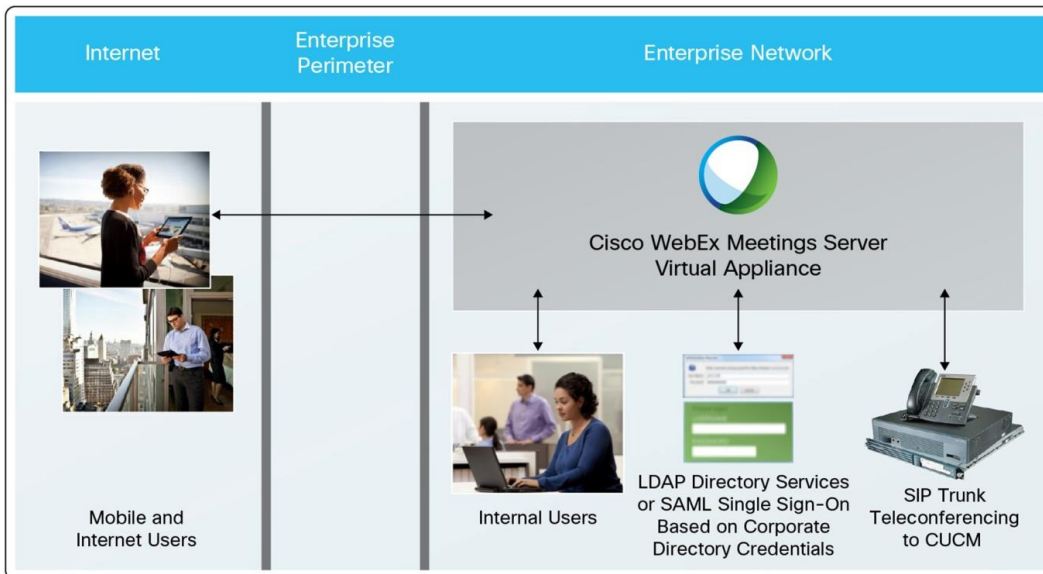 Internet
Enterprise
Perimeter
Enterprise Network
Cisco WebEx Meetings Server
Virtual Appliance
Mobile and
Internet Users
Internal Users
LDAP Directory Services
or SAML Single Sign-On
Based on Corporate
Directory Credentials
SIP Trunk
Teleconferencing
to CUCM